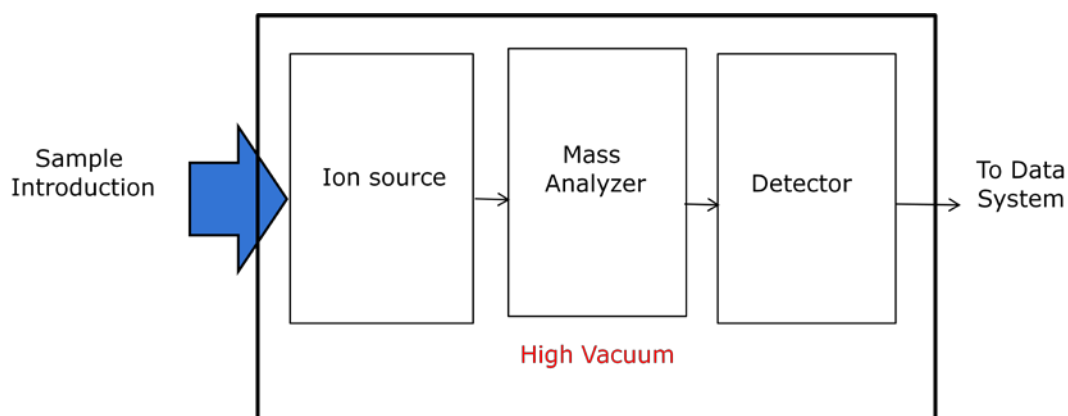 Sample
Introduction
Ion source
Mass
Analyzer
Detector
To Data
System
High Vacuum